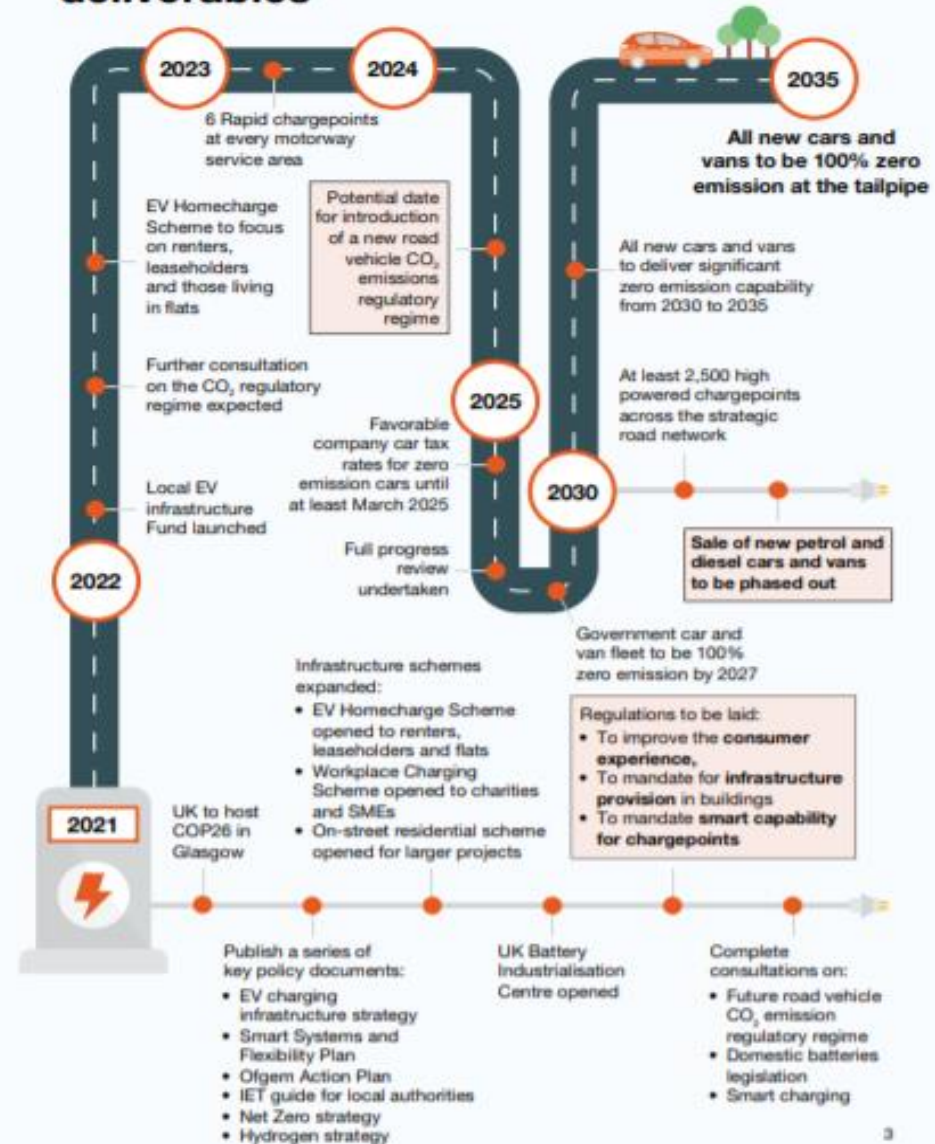 deliverables
2023
2024
2035
6 Rapid chargepoints
at every motorway
service area
All new cars and
vans to be 100% zero
emission at the tailpipe
EV Homecharge
Scheme to focus
on renters,
leaseholders
and those living
in flats
Potential date
for introduction
of a new road
vehicle CO₂
emissions
regulatory
regime
All new cars and vans
to deliver significant
zero emission capability
from 2030 to 2035
Further consultation
on the CO₂ regulatory
regime expected
2025
At least 2,500 high
powered chargepoints
across the strategic
road network
Favorable
company car tax
rates for zero
emission cars until
at least March 2025
Local EV
infrastructure
Fund launched
2030
Sale of new petrol and
diesel cars and vans
to be phased out
Full progress
review
undertaken
2022
Government car and
van fleet to be 100%
zero emission by 2027
2021
UK to host
COP26 in
Glasgow
Infrastructure schemes
expanded:
• EV Homecharge Scheme
opened to renters,
leaseholders and flats
• Workplace Charging
Scheme opened to charities
and SMEs
• On-street residential scheme
opened for larger projects
Regulations to be laid:
• To improve the consumer
experience,
• To mandate for infrastructure
provision in buildings
• To mandate smart capability
for chargepoints
Publish a series of
key policy documents:
• EV charging
infrastructure strategy
• Smart Systems and
Flexibility Plan
• Ofgem Action Plan
• IET guide for local authorities
• Net Zero strategy
• Hydrogen strategy
UK Battery
Industrialisation
Centre opened
Complete
consultations on:
• Future road vehicle
CO₂ emission
regulatory regime
• Domestic batteries
legislation
• Smart charging
3